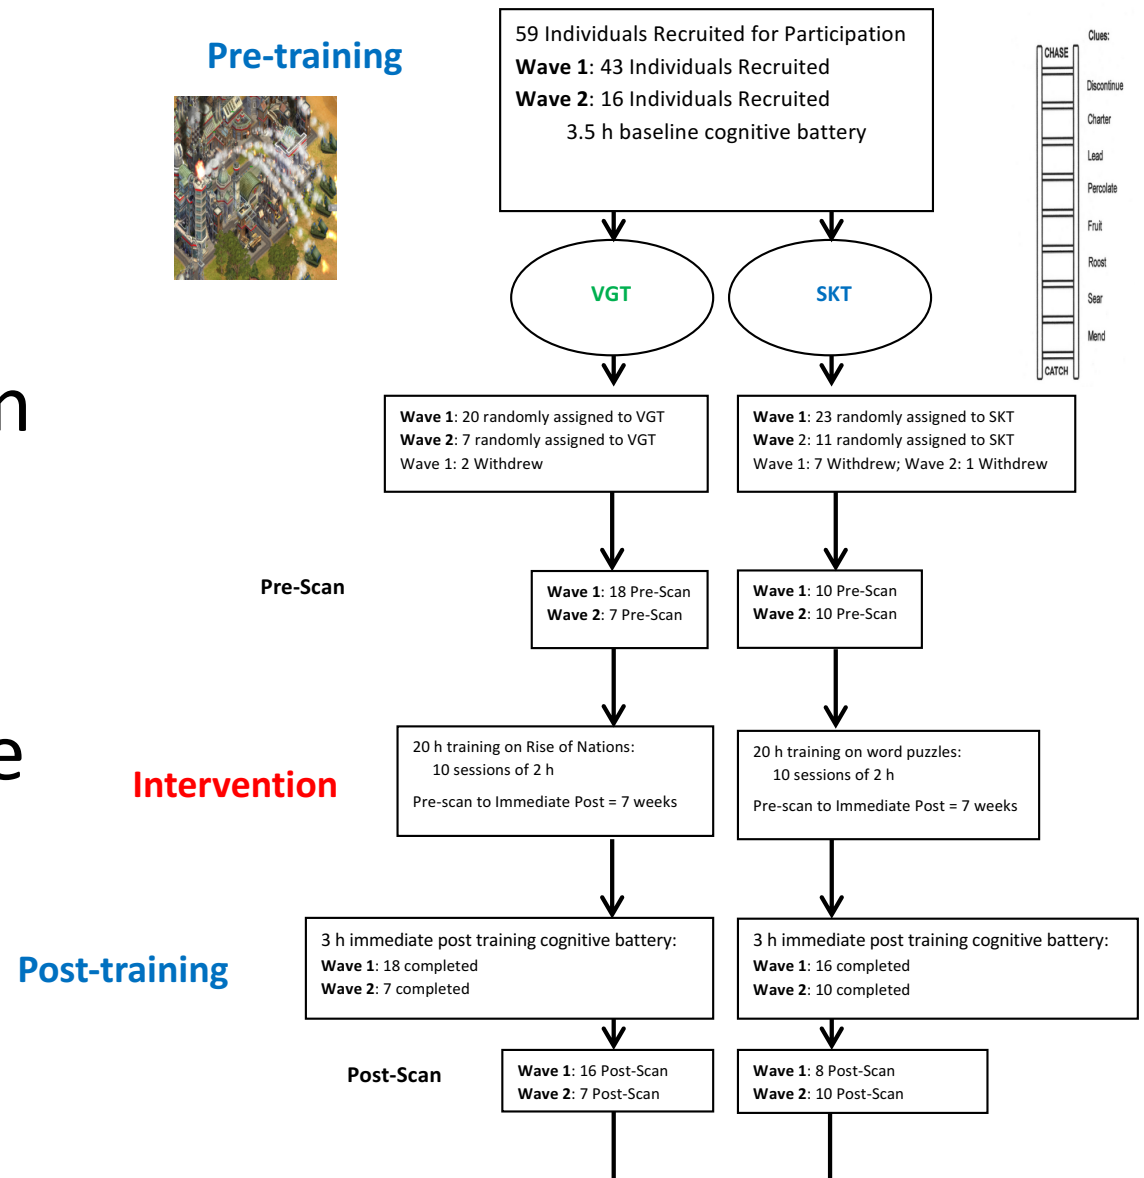 Pre-training
59 Individuals Recruited for Participation
Wave 1: 43 Individuals Recruited
Wave 2: 16 Individuals Recruited
3.5 h baseline cognitive battery
Clues:
CHASE
Discontinue
Charter
Lead
Percolate
Fruit
Roost
Sear
Mend
CATCH
VGT
SKT
n
Wave 1: 20 randomly assigned to VGT
Wave 2: 7 randomly assigned to VGT
Wave 1: 2 Withdrew
Wave 1: 23 randomly assigned to SKT
Wave 2: 11 randomly assigned to SKT
Wave 1: 7 Withdrew; Wave 2: 1 Withdrew
Pre-Scan
Wave 1: 18 Pre-Scan
Wave 2: 7 Pre-Scan
Wave 1: 10 Pre-Scan
Wave 2: 10 Pre-Scan
e
Intervention
20 h training on Rise of Nations:
10 sessions of 2 h
Pre-scan to Immediate Post = 7 weeks
20 h training on word puzzles:
10 sessions of 2 h
Pre-scan to Immediate Post = 7 weeks
Post-training
3 h immediate post training cognitive battery:
Wave 1: 18 completed
Wave 2: 7 completed
3 h immediate post training cognitive battery:
Wave 1: 16 completed
Wave 2: 10 completed
Post-Scan
Wave 1: 16 Post-Scan
Wave 2: 7 Post-Scan
Wave 1: 8 Post-Scan
Wave 2: 10 Post-Scan